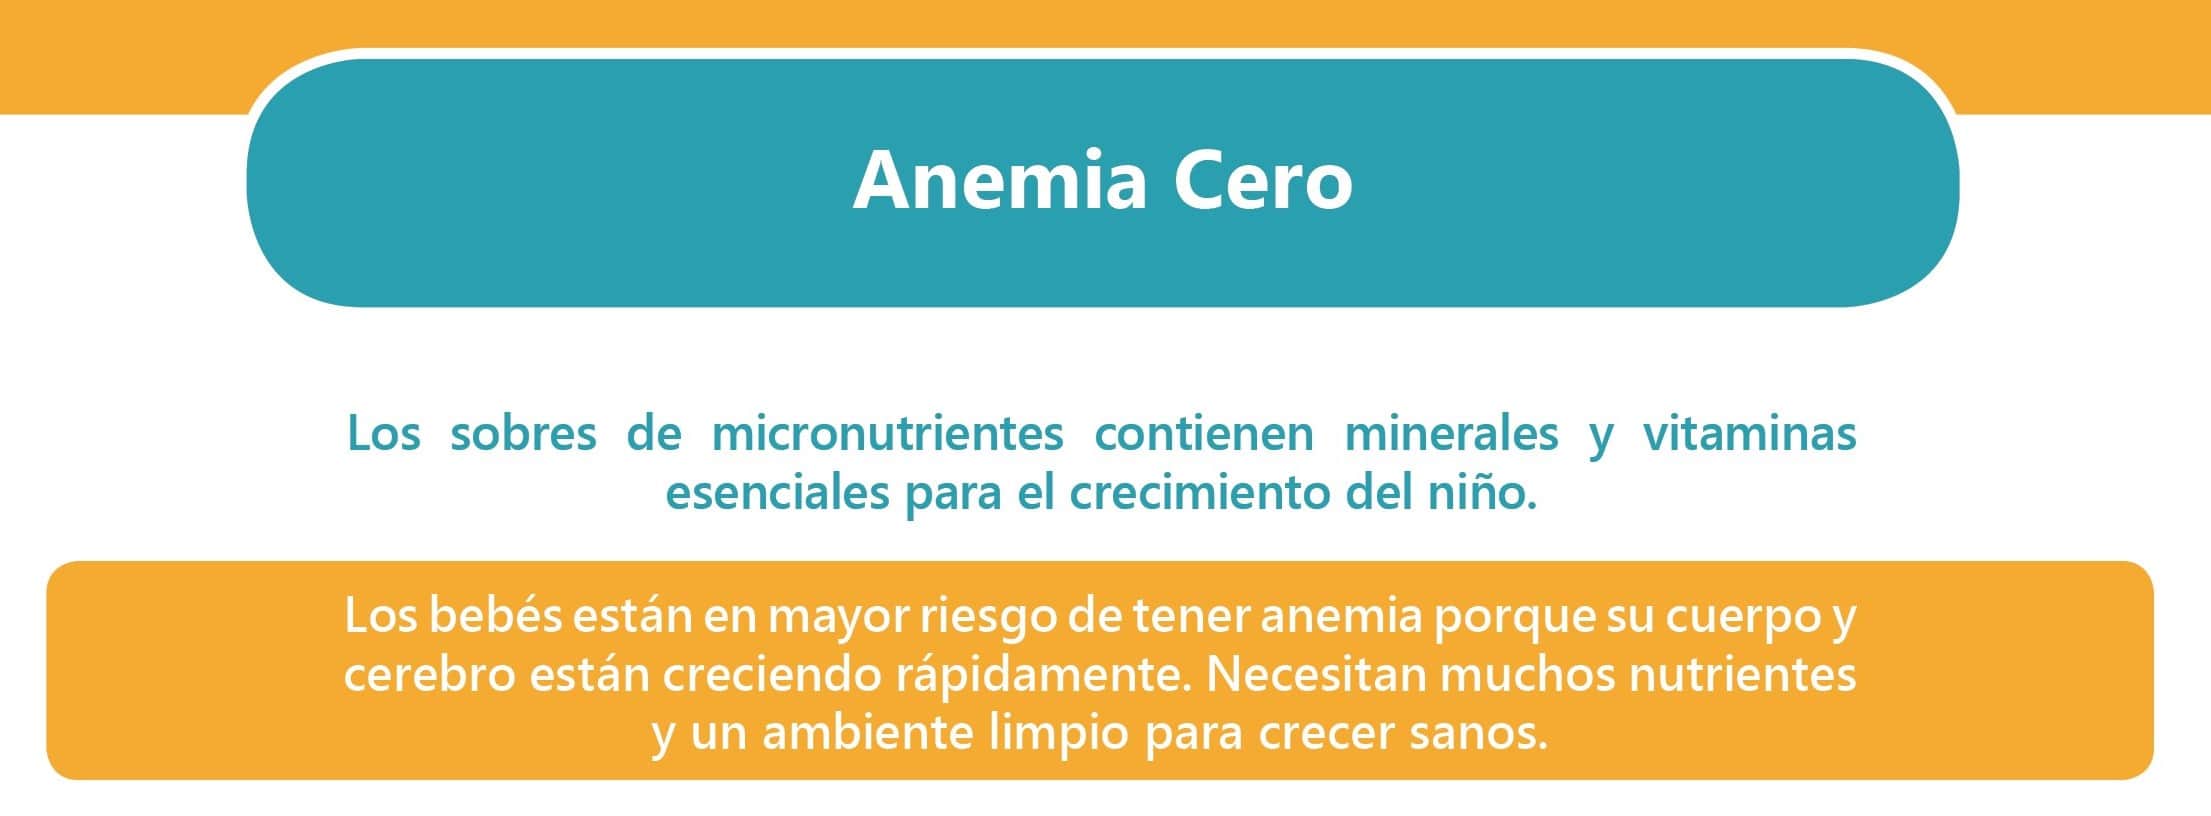 Anemia Cero
Los sobres de micronutrientes contienen minerales y vitaminas
esenciales para el crecimiento del niño.
Los bebés están en mayor riesgo de tener anemia porque su cuerpo y
cerebro están creciendo rápidamente. Necesitan muchos nutrientes
y un ambiente limpio para crecer sanos.